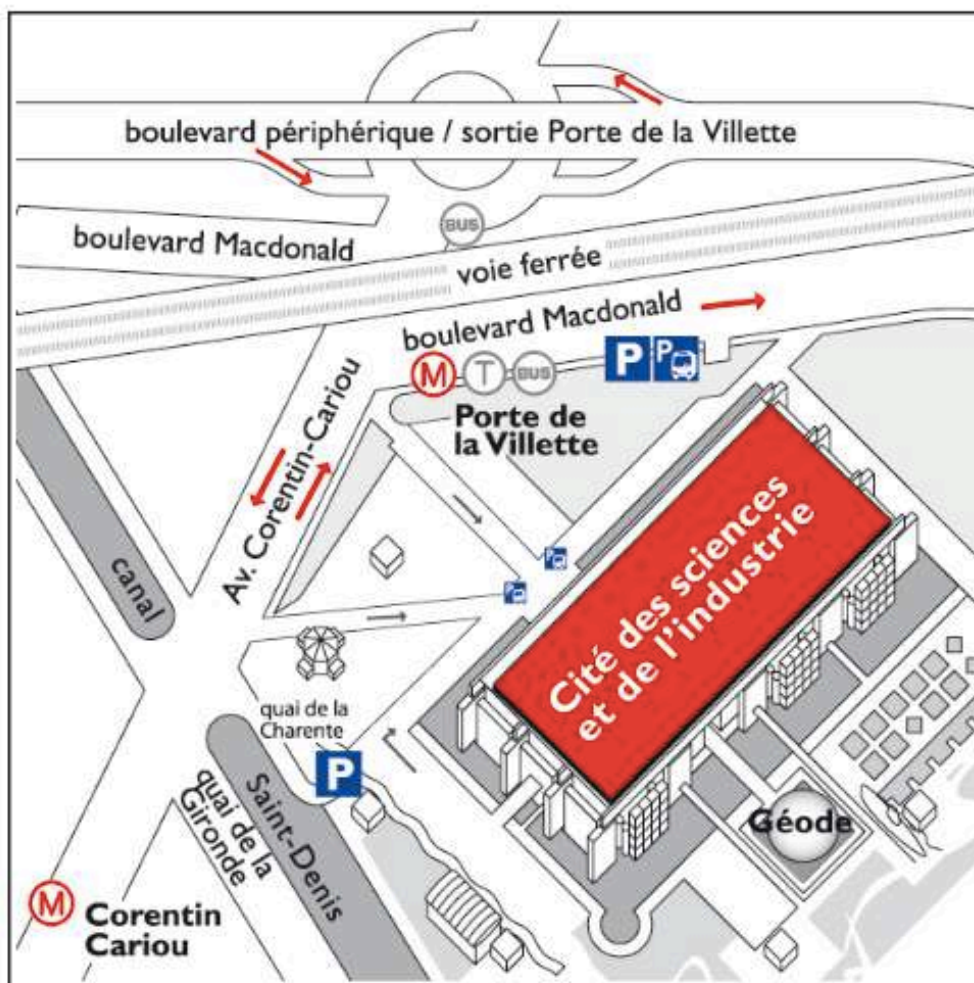 boulevard périphérique / sortie Porte de la Villette
BUS
boulevard Macdonald
voie ferrée
boulevard Macdonald
M
T
BUS
P
P
Porte de
la Villette
Av. Corentin-Cariou
canal
P
P
Cité des sciences
et de l'industrie
quai de la
Charente
P
Saint-Denis
quai de la
Gironde
Géode
M
Corentin
Cariou